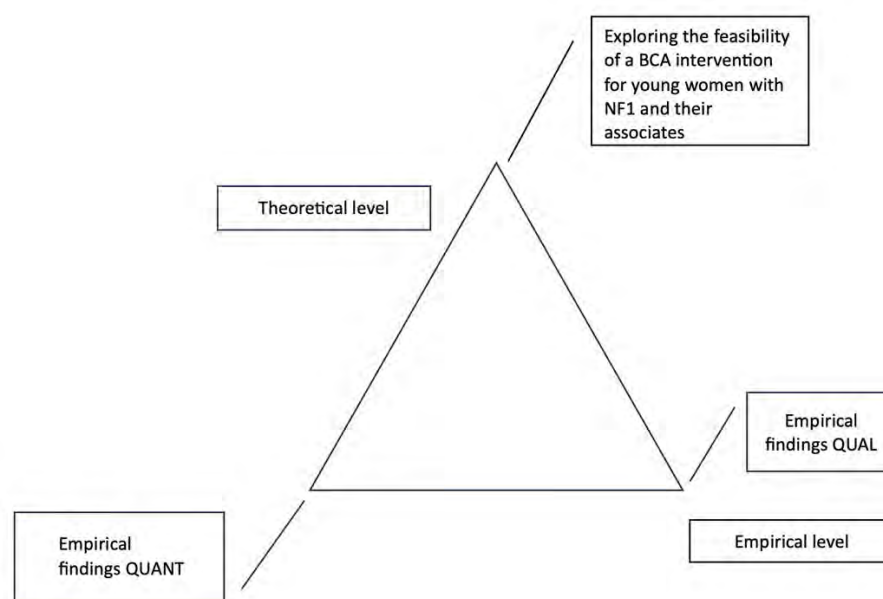 Exploring the feasibility
of a BCA intervention
for young women with
NF1 and their
associates
Theoretical level
Empirical
findings QUAL
Empirical level
Empirical
findings QUANT